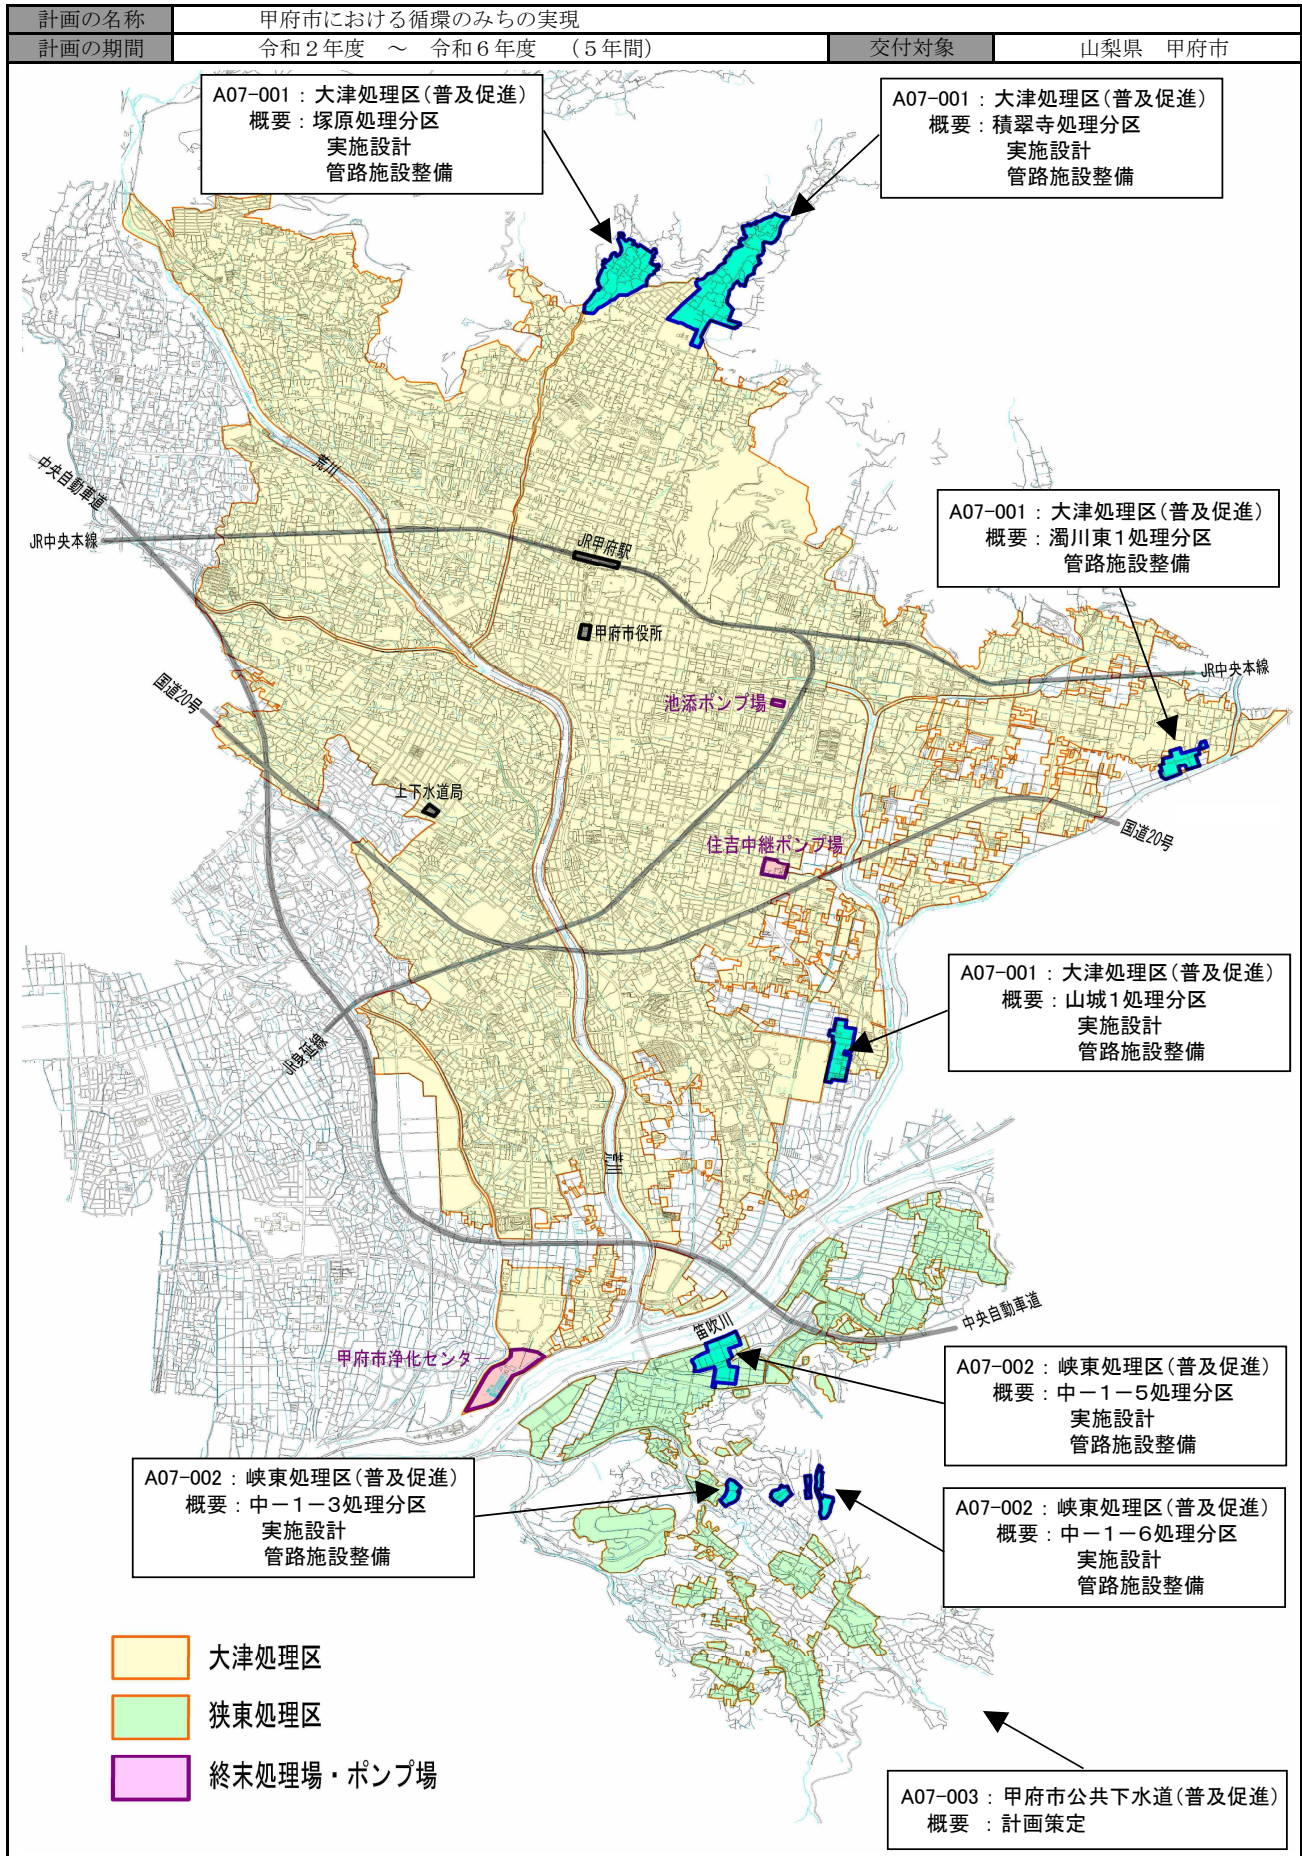 計画の名称 甲府市における循環のみちの実現
計画の期間 令和２年度 ～ 令和６年度 （５年間） 交付対象 山梨県 甲府市
A07-001：大津処理区(普及促進)
概要：塚原処理分区
実施設計
管路施設整備
A07-001：大津処理区(普及促進)
概要：積翠寺処理分区
実施設計
管路施設整備
荒川
中央自動車道
JR中央本線
JR甲府駅
A07-001：大津処理区(普及促進)
概要：濁川東1処理分区
管路施設整備
甲府市役所
JR中央本線
国道20号
池添ポンプ場
上下水道局
国道20号
住吉中継ポンプ場
A07-001：大津処理区(普及促進)
概要：山城1処理分区
実施設計
管路施設整備
JR身延線
荒川
中央自動車道
笛吹川
甲府市浄化センター
A07-002：峡東処理区(普及促進)
概要：中－1－5処理分区
実施設計
管路施設整備
A07-002：峡東処理区(普及促進)
概要：中－1－3処理分区
実施設計
管路施設整備
A07-002：峡東処理区(普及促進)
概要：中－1－6処理分区
実施設計
管路施設整備
大津処理区
狭東処理区
終末処理場・ポンプ場
A07-003：甲府市公共下水道(普及促進)
概要 ：計画策定